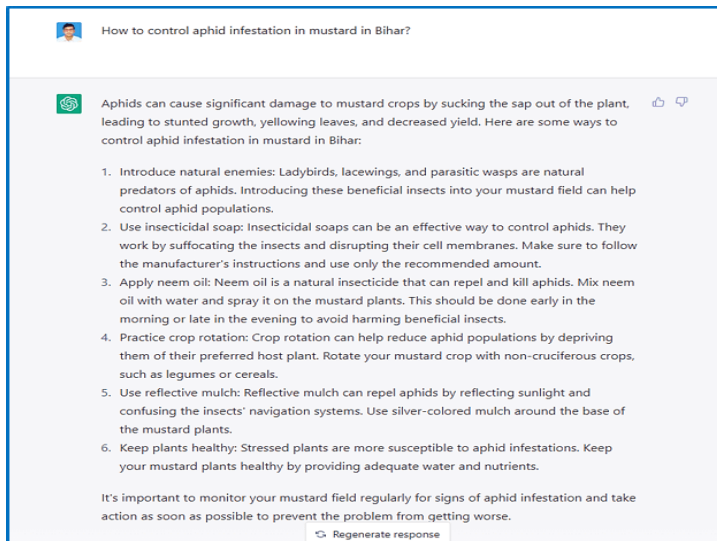 How to control aphid infestation in mustard in Bihar?
Aphids can cause significant damage to mustard crops by sucking the sap out of the plant,
leading to stunted growth, yellowing leaves, and decreased yield. Here are some ways to
control aphid infestation in mustard in Bihar:
1. Introduce natural enemies: Ladybirds, lacewings, and parasitic wasps are natural
predators of aphids. Introducing these beneficial insects into your mustard field can help
control aphid populations.
2. Use insecticidal soap: Insecticidal soaps can be an effective way to control aphids. They
work by suffocating the insects and disrupting their cell membranes. Make sure to follow
the manufacturer's instructions and use only the recommended amount.
3. Apply neem oil: Neem oil is a natural insecticide that can repel and kill aphids. Mix neem
oil with water and spray it on the mustard plants. This should be done early in the
morning or late in the evening to avoid harming beneficial insects.
4. Practice crop rotation: Crop rotation can help reduce aphid populations by depriving
them of their preferred host plant. Rotate your mustard crop with non-cruciferous crops,
such as legumes or cereals.
5. Use reflective mulch: Reflective mulch can repel aphids by reflecting sunlight and
confusing the insects' navigation systems. Use silver-colored mulch around the base of
the mustard plants.
6. Keep plants healthy: Stressed plants are more susceptible to aphid infestations. Keep
your mustard plants healthy by providing adequate water and nutrients.
It's important to monitor your mustard field regularly for signs of aphid infestation and take
action as soon as possible to prevent the problem from getting worse.
Regenerate response